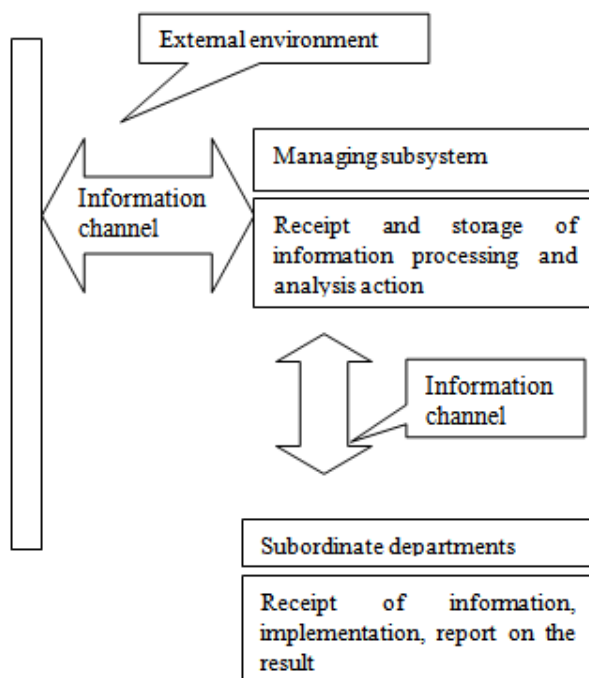 External environment
Managing subsystem
Information
channel
Receipt and storage of
information processing and
analysis action
Information
channel
Subordinate departments
Receipt of information,
implementation, report on the
result